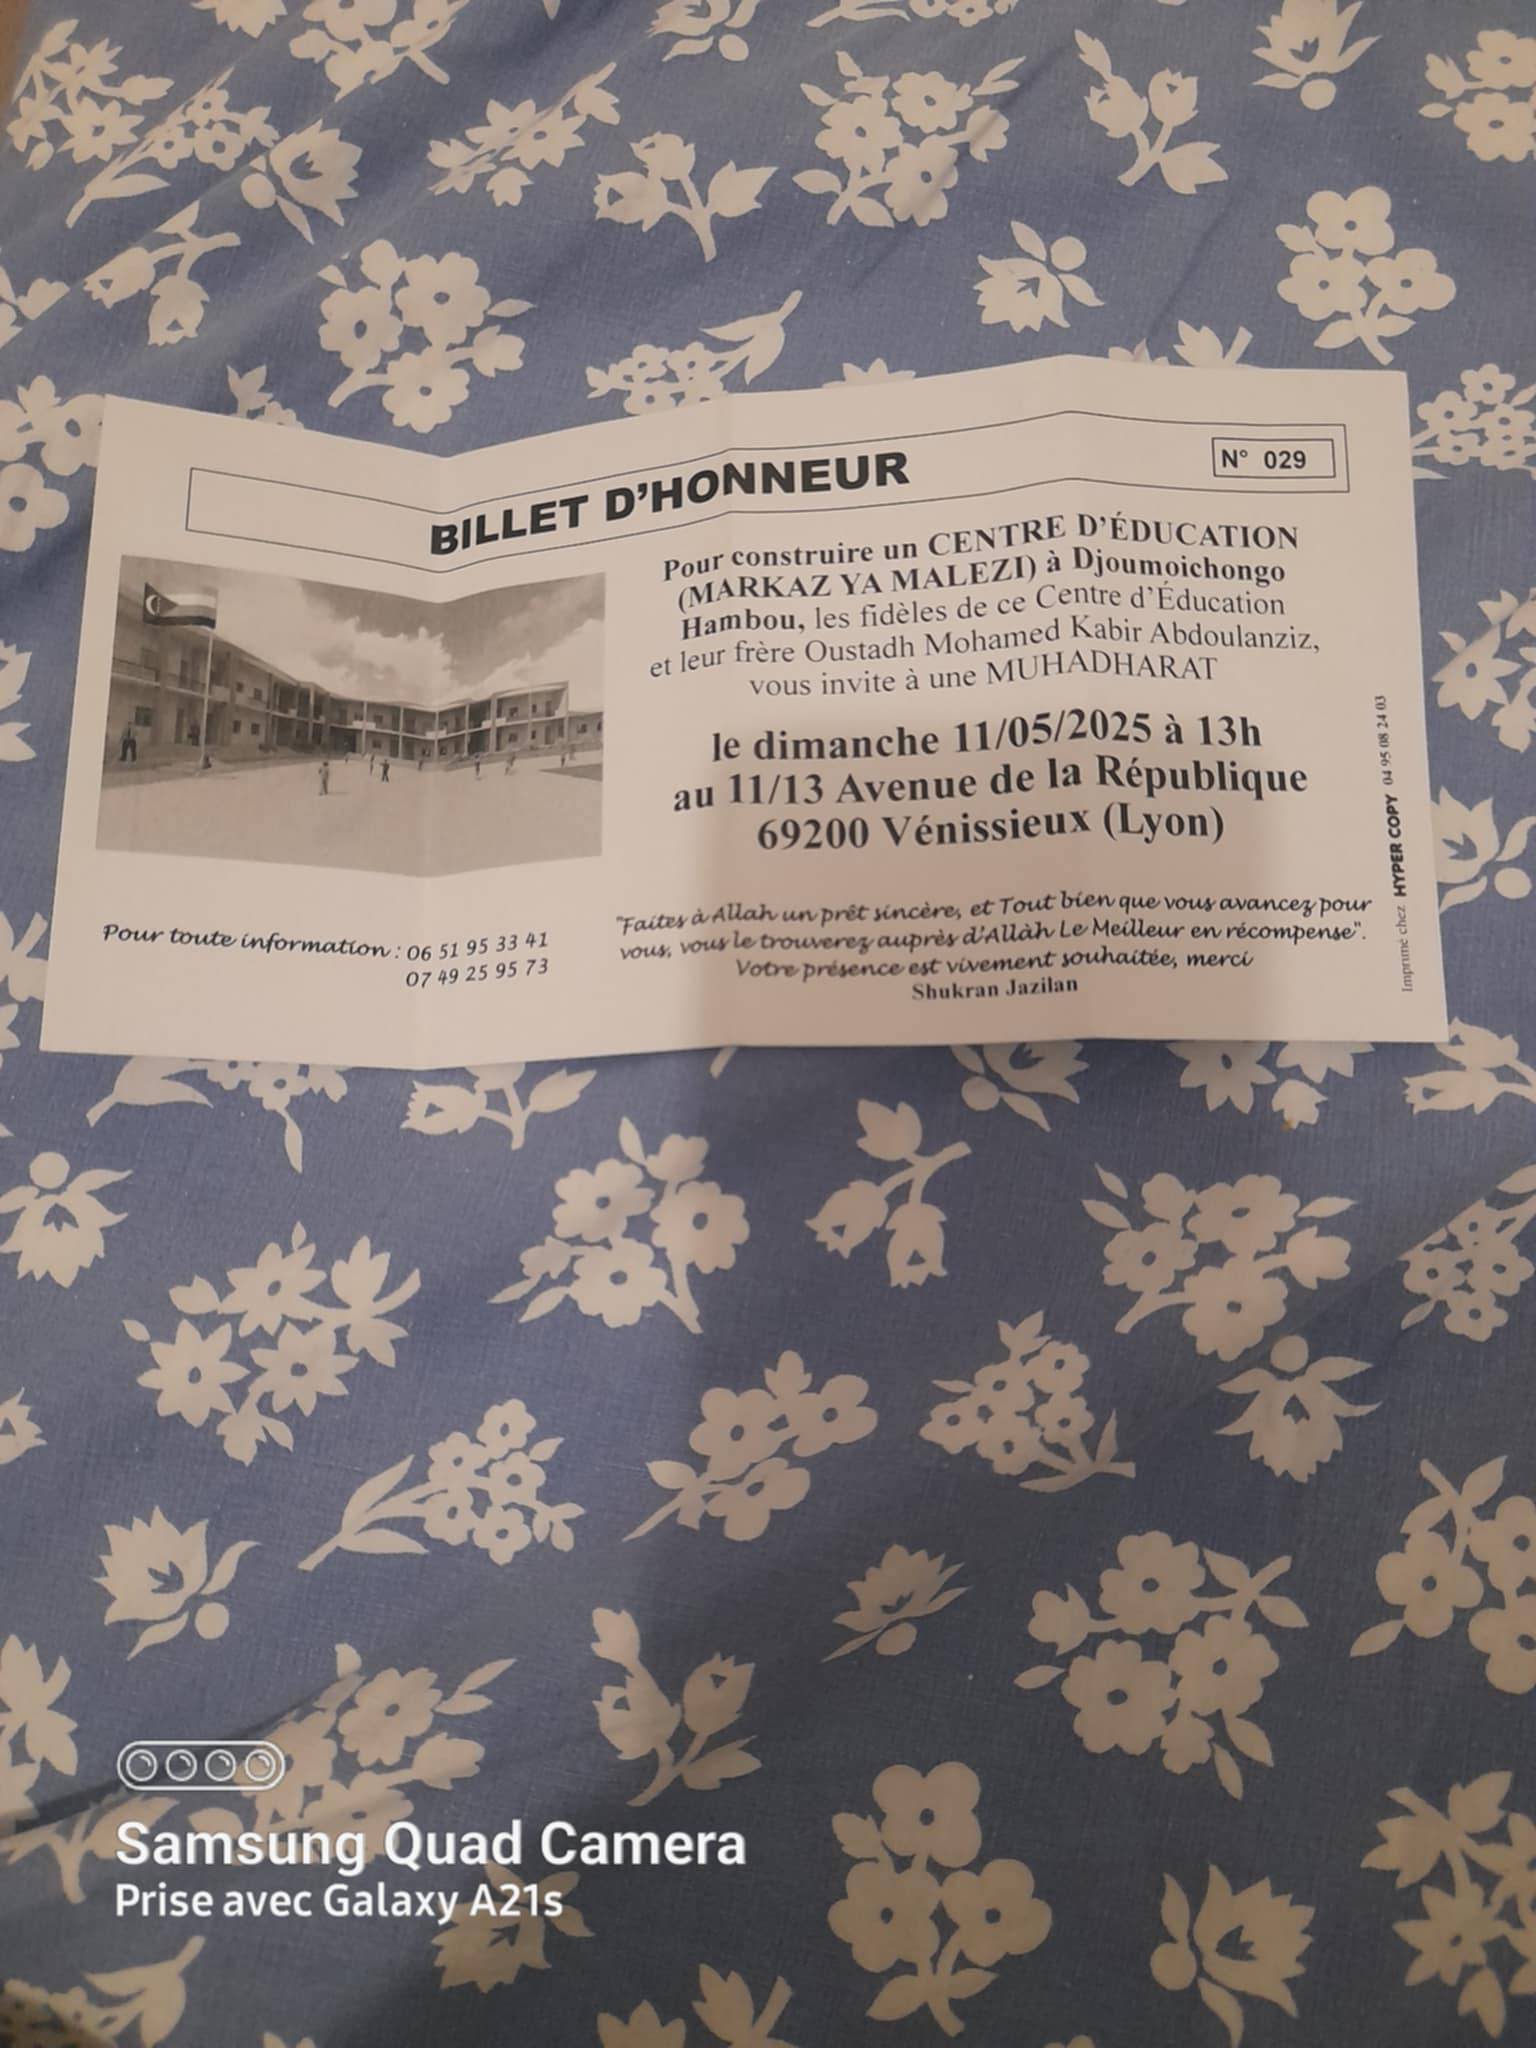 BILLET D'HONNEUR
N° 029
Pour construire un CENTRE D'ÉDUCATION
(MARKAZ YA MALEZI) à Djoumoichongo
Hambou, les fidèles de ce Centre d'Éducation
et leur frère Oustadh Mohamed Kabir Abdoulanziz,
vous invite à une MUHADHARAT
le dimanche 11/05/2025 à 13h
au 11/13 Avenue de la République
69200 Vénissieux (Lyon)
Pour toute information : 06 51 95 33 41
07 49 25 95 73
"Faites à Allah un prêt sincère, et Tout bien que vous avancez pour
vous, vous le trouverez auprès d'Allàh Le Meilleur en récompense".
Votre présence est vivement souhaitée, merci
Shukran Jazilan
Imprimé chez HYPER COPY 04 95 08 24 03
Samsung Quad Camera
Prise avec Galaxy A21s